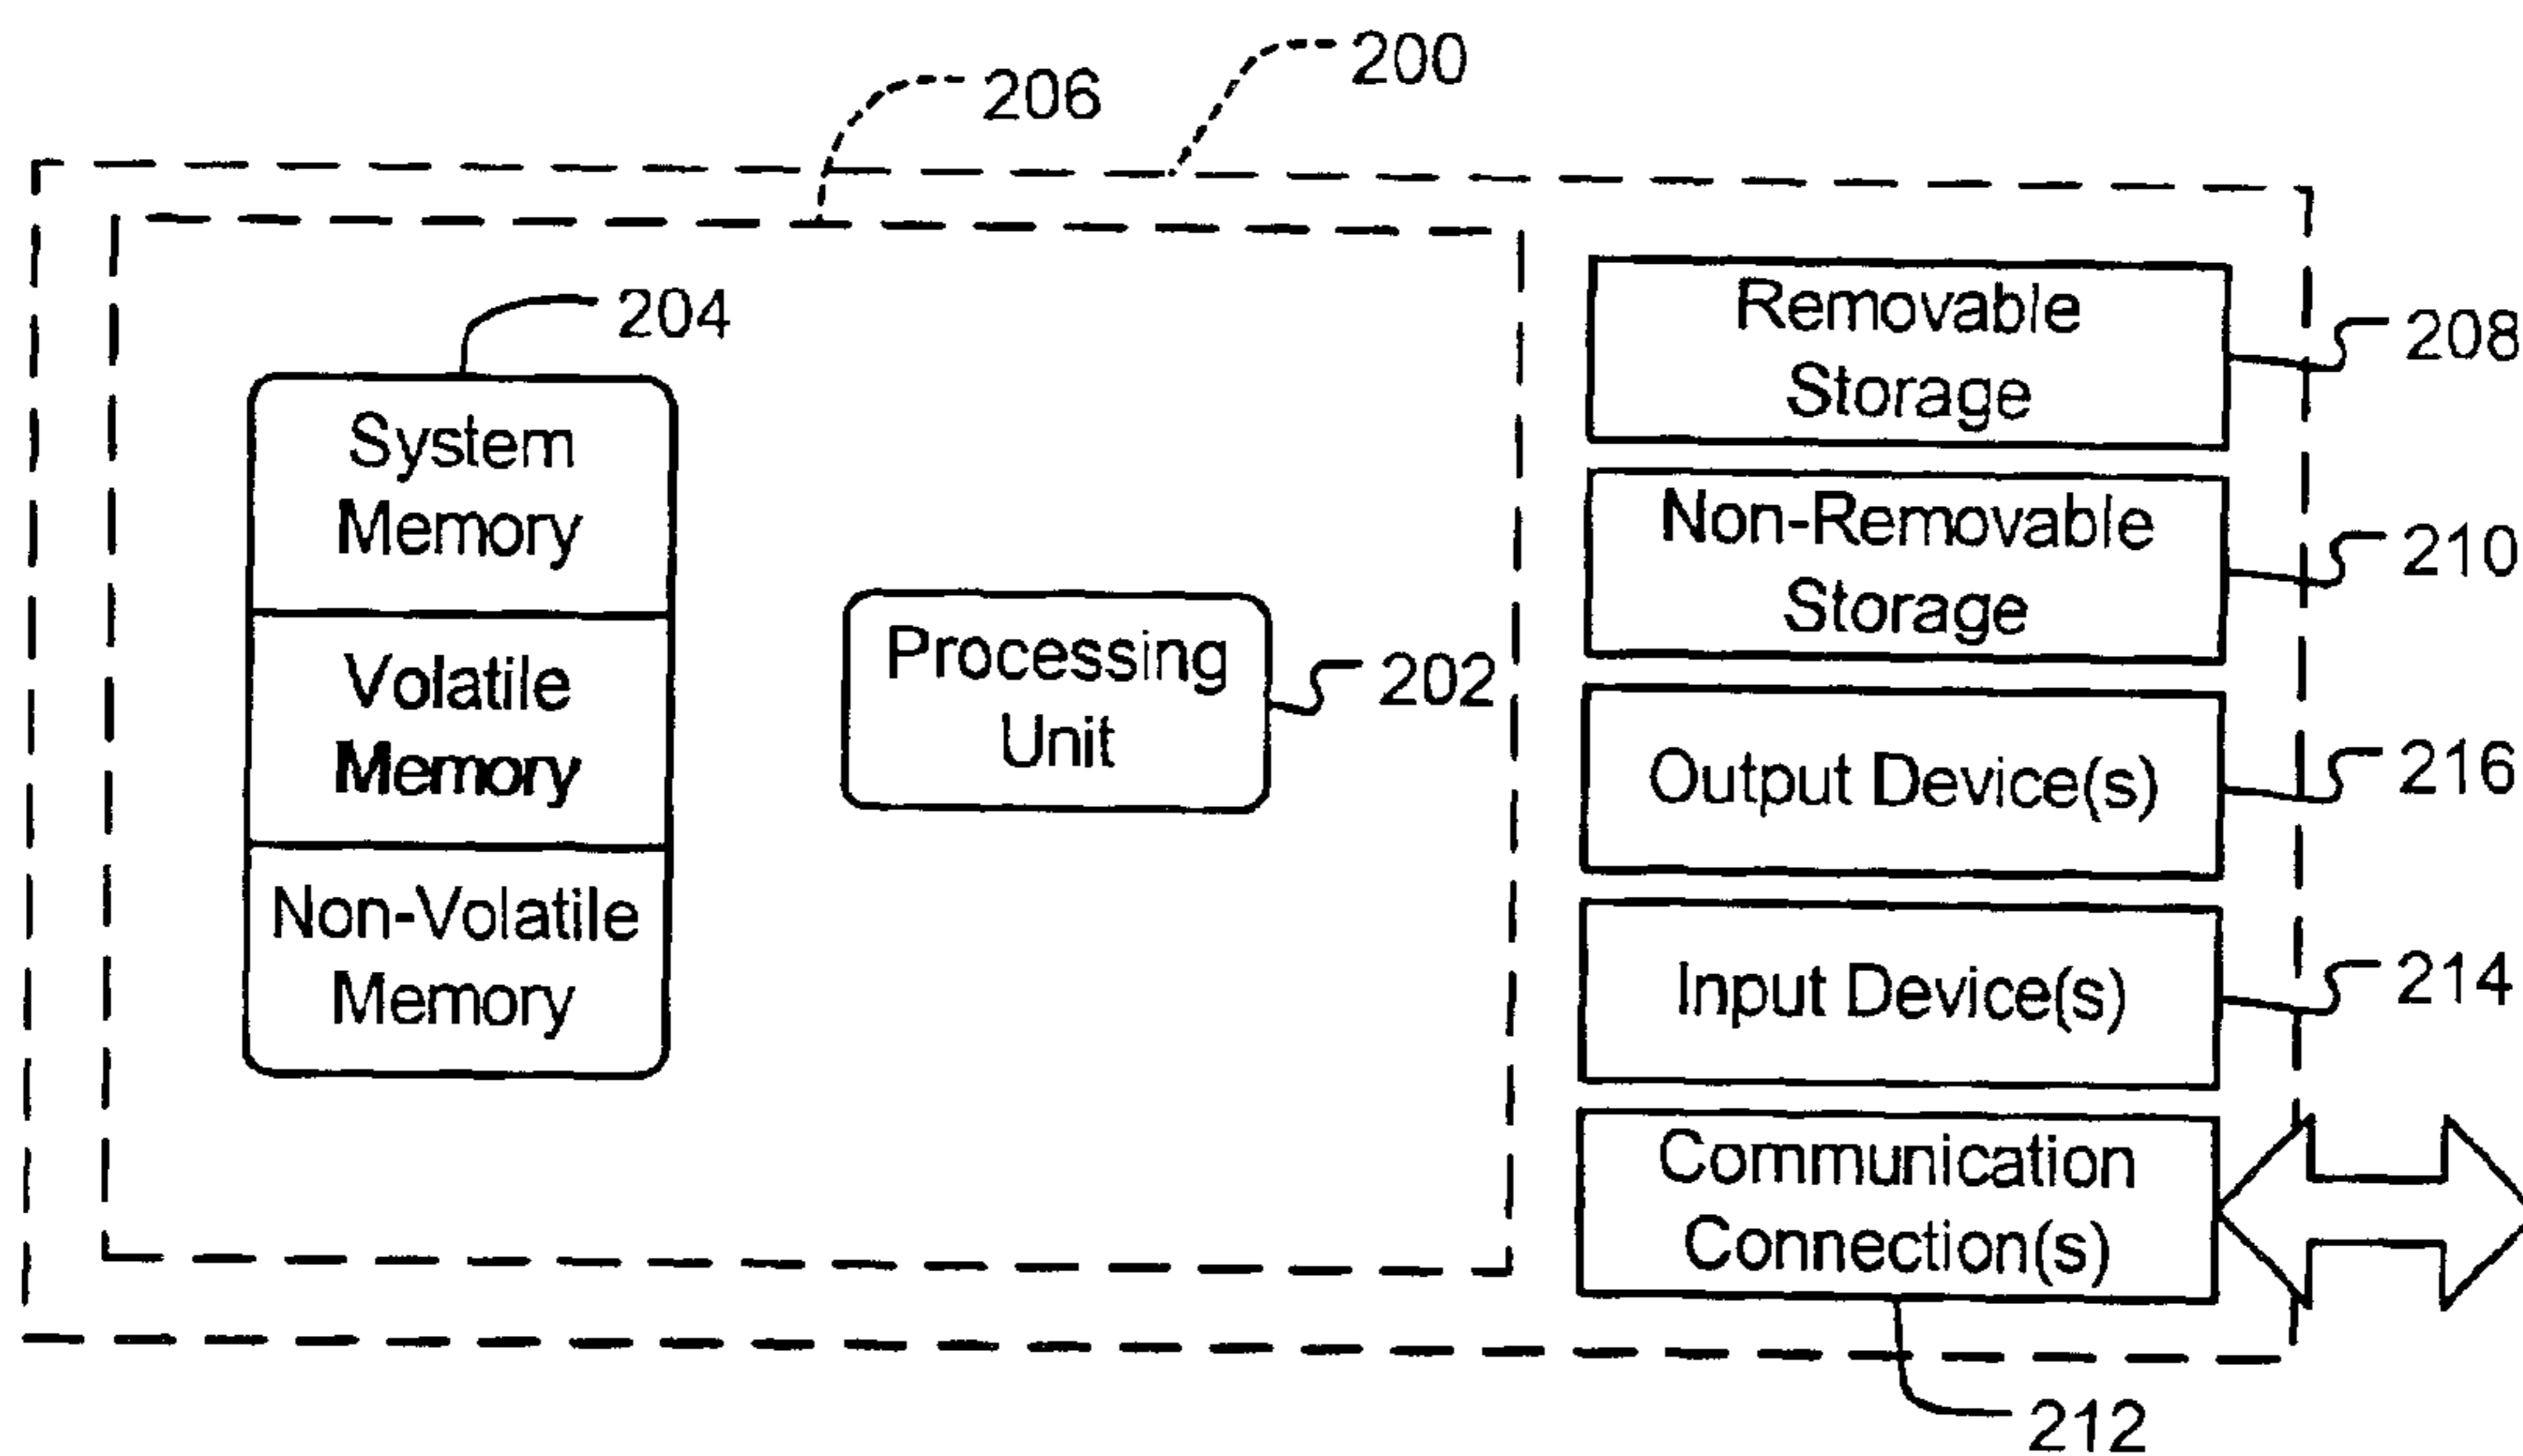 200
206
204
System
Memory
Volatile
Memory
Non-Volatile
Memory
Processing
Unit
202
Removable
Storage
208
Non-Removable
Storage
210
Output Device(s)
216
Input Device(s)
214
Communication
Connection(s)
212